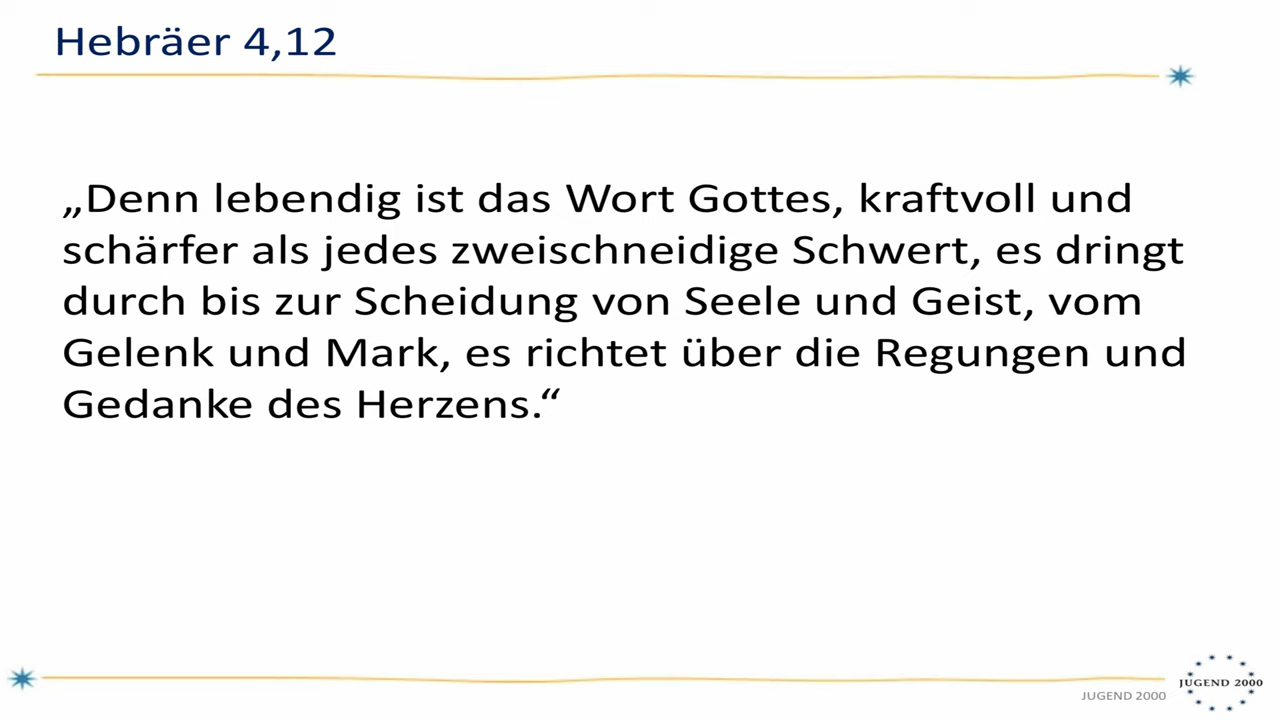 Hebräer 4,12
„Denn lebendig ist das Wort Gottes, kraftvoll und
schärfer als jedes zweischneidige Schwert, es dringt
durch bis zur Scheidung von Seele und Geist, vom
Gelenk und Mark, es richtet über die Regungen und
Gedanke des Herzens.“
JUGEND 2000
JUGEND 2000